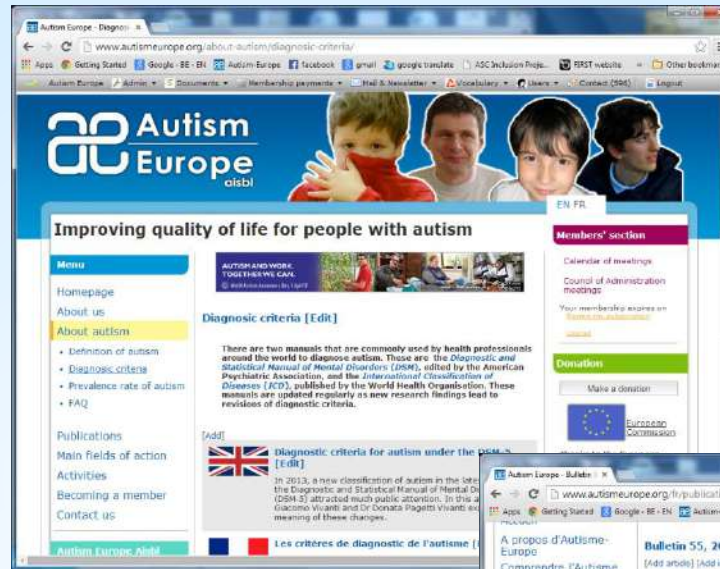 Autism Europe - Diagnos
www.autismeurope.org/about-autism/diagnostic-criteria/
Apps Getting Started Google - BE - EN Autism-Europe facebook gmail google translate ASC Inclusion Proje... FIRST website Other bookmar
Autism Europe Admin Documents Membership payments Mail & Newsletter Vocabulary Users Contact (596) Logout
ae Autism
Europe
aisbl
EN FR
Improving quality of life for people with autism
Members' section
Calendar of meetings
Council of Administration
meetings
Your membership expires on
Menu
Homepage
About us
About autism
• Definition of autism
• Diagnosic criteria
• Prevalence rate of autism
• FAQ
Publications
Main fields of action
Activities
Becoming a member
Contact us
Autism Europe Aisbl
AUTISM AND WORK
TOGETHER WE CAN.
Diagnosic criteria [Edit]
There are two manuals that are commonly used by health professionals
around the world to diagnose autism. These are the Diagnostic and
Statistical Manual of Mental Disorders (DSM), edited by the American
Psychiatric Association, and the International Classification of
Diseases (ICD), published by the World Health Organisation. These
manuals are updated regularly as new research findings lead to
revisions of diagnostic criteria.
[Add]
Diagnostic criteria for autism under the DSM-5
[Edit]
In 2013, a new classification of autism in the late
the Diagnostic and Statistical Manual of Mental Di
(DSM-5) attracted much public attention. In this a
Giacomo Vivanti and Dr Donata Pagetti Vivanti ex
meaning of these changes.
Les critères de diagnostic de l'autisme [
Donation
Make a donation
European
Commission
Autism Europe - Bulletin
www.autismeurope.org/fr/publicati
Apps Getting Started Google - BE - EN Autism-
Accueil
A propos d'Autisme-
Europe
Comprendre l'Autisme
Bulletin 55, 20
[Add article] [Add